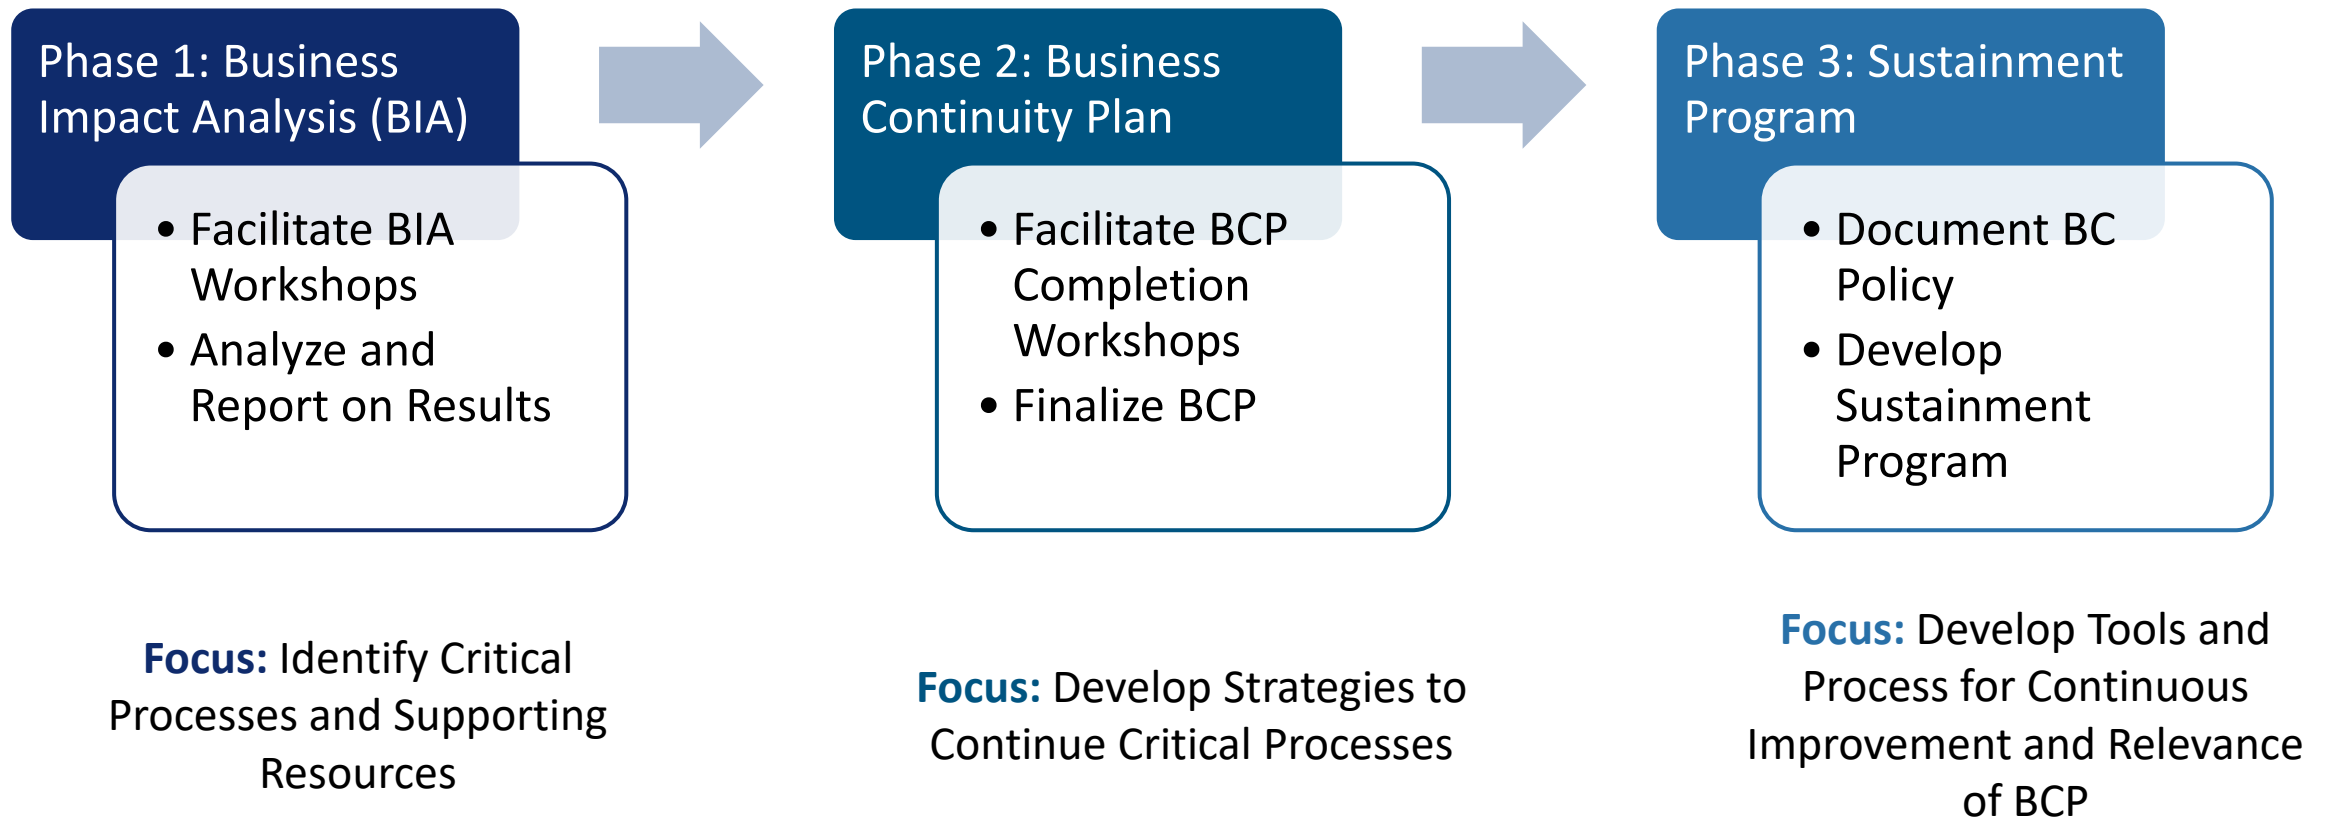 Phase 1: Business
Impact Analysis (BIA)
• Facilitate BIA
Workshops
• Analyze and
Report on Results
Focus: Identify Critical
Processes and Supporting
Resources
Phase 2: Business
Continuity Plan
• Facilitate BCP
Completion
Workshops
• Finalize BCP
Focus: Develop Strategies to
Continue Critical Processes
Phase 3: Sustainment
Program
• Document BC
Policy
• Develop
Sustainment
Program
Focus: Develop Tools and
Process for Continuous
Improvement and Relevance
of BCP